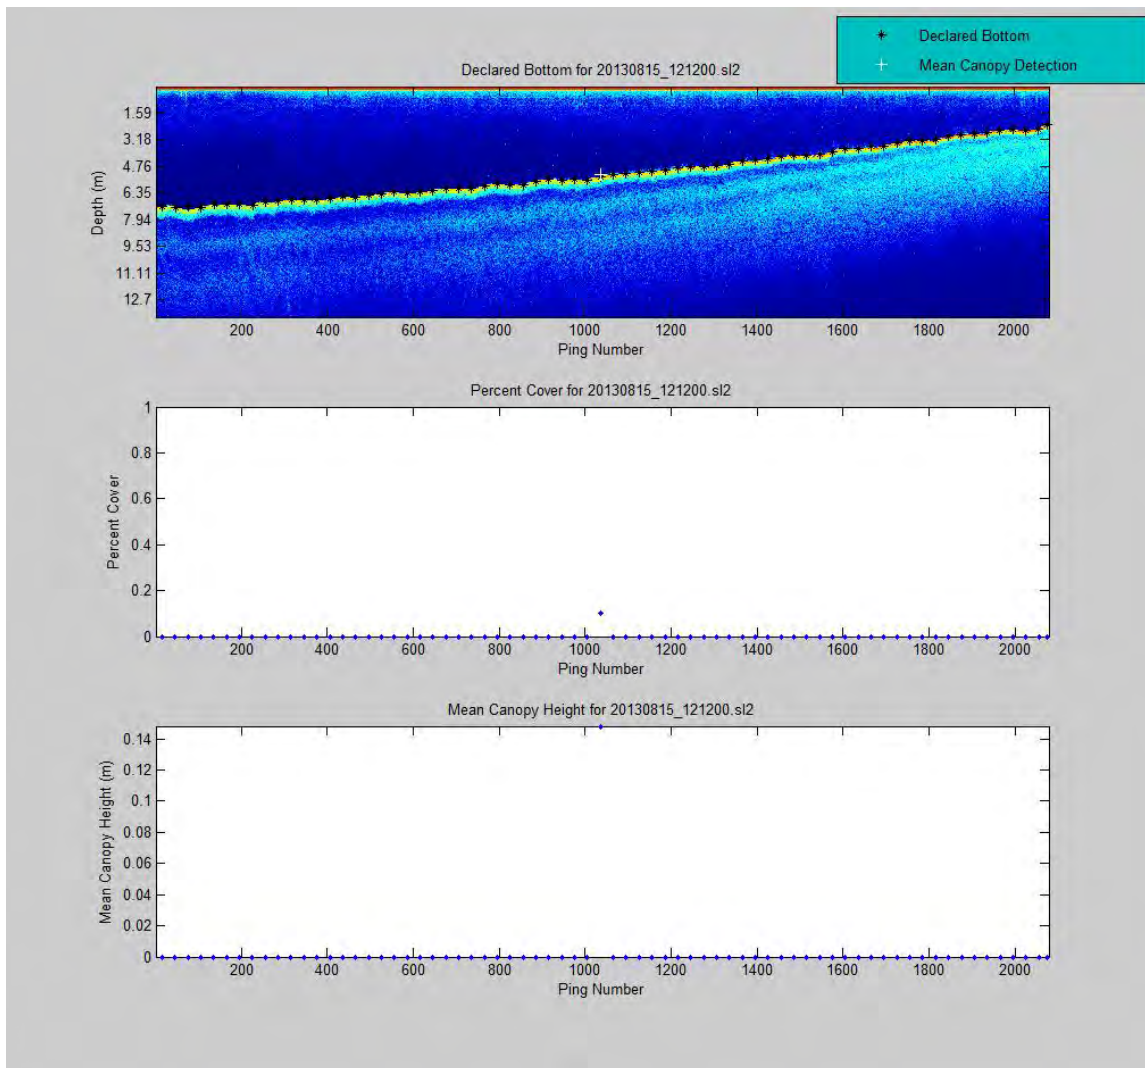 Declared Bottom
Mean Canopy Detection
Declared Bottom for 20130815_121200.sl2
1.59
3.18
4.76
6.35
7.94
9.53
11.11
12.7
Depth (m)
200 400 600 800 1000 1200 1400 1600 1800 2000
Ping Number
Percent Cover for 20130815_121200.sl2
1
0.8
0.6
0.4
0.2
0
Percent Cover
200 400 600 800 1000 1200 1400 1600 1800 2000
Ping Number
Mean Canopy Height for 20130815_121200.sl2
0.14
0.12
0.1
0.08
0.06
0.04
0.02
0
Mean Canopy Height (m)
200 400 600 800 1000 1200 1400 1600 1800 2000
Ping Number